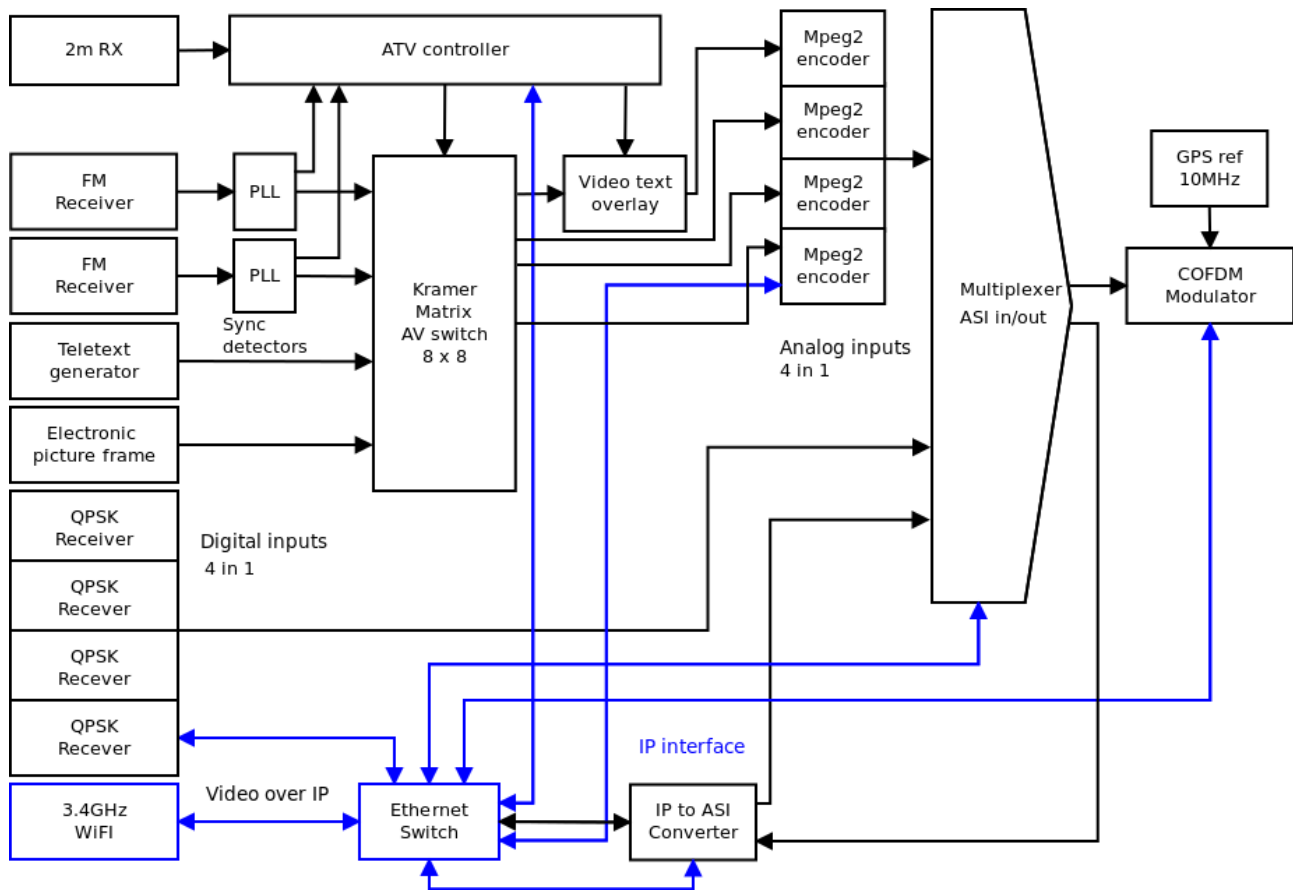 2m RX
ATV controller
Mpeg2
encoder
Mpeg2
encoder
Mpeg2
encoder
Mpeg2
encoder
GPS ref
10MHz
FM
Receiver
PLL
Video text
overlay
FM
Receiver
PLL
Sync
detectors
Kramer
Matrix
AV switch
8 x 8
Multiplexer
ASI in/out
COFDM
Modulator
Analog inputs
4 in 1
Teletext
generator
Electronic
picture frame
QPSK
Receiver
Digital inputs
4 in 1
QPSK
Recever
QPSK
Recever
QPSK
Recever
IP interface
3.4GHz
WiFI
Video over IP
Ethernet
Switch
IP to ASI
Converter